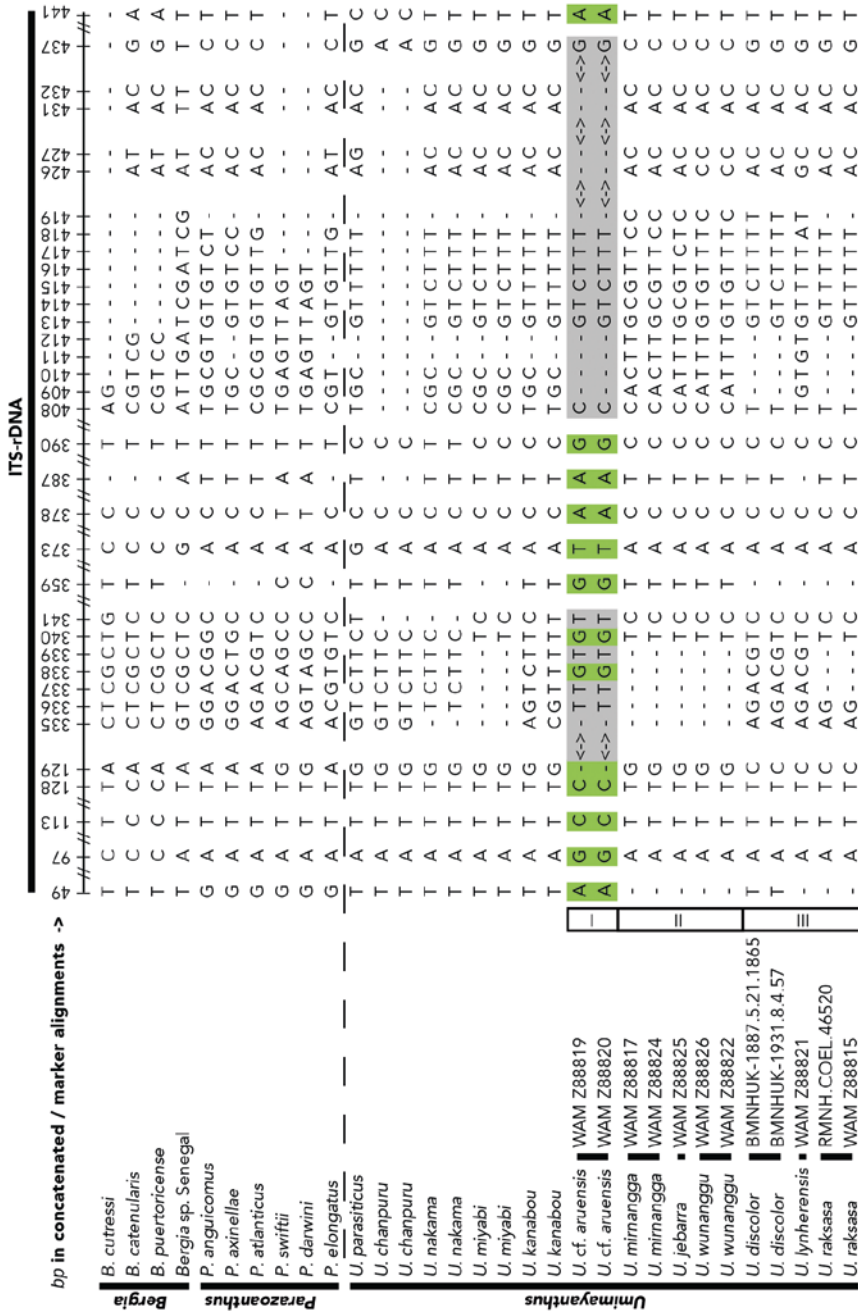 bp in concatenated / marker alignments ->
ITS-rDNA
49 97 113 128 129 335 336 337 338 339 340 341 359 373 378 387 390 408 409 410 411 412 413 414 415 416 417 418 419 426 427 431 432 437 441
Bergia
B. cutressi T C T T A C T C G C T G T C C - T A G - - - - - - - - - - - - - - - -
B. catenularis T C C C A C T C G C T C T C C - T C G T C G - - - - - - - A T A C G A
B. puertoricense T C C C A C T C G C T C T C C - T C G T C C - - - - - - - A T A C G A
Bergia sp. Senegal T A T T A G T C G C T C - G C A T A T T G A T C G A T C G A T T T T T
Parazoanthus
P. anguicomus G A T T A G G A C G G C - A C T T T G C G T G T G T C T - A C A C C T
P. axinellae G A T T A G G A C T G C - A C T T T G C - - G T G T C C - A C A C C T
P. atlanticus G A T T A A G A C G T C - A C T T C G C G T G T G T T G - A C A C C T
P. swiftii G T T T G A G C A G C C C A T A T T G A G T T A G T - - - - - - - - -
P. darwini G T T T G A G T A G C C C A T A T T G A G T T A G T - - - - - - - - -
P. elongatus G A T T A A C G T G T C - A C - T C G T - - G T G T T G - A T A C C T
Umimayanthus
U. parasiticus T A T T G G T C T T C T T G C T C T G C - - G T T T T T - A G A C G C
U. chanpuru T T T T G G T C T T C - T A C T C - - - - - - - - - - - - - - - - A C
U. chanpuru T T T T G G T C T T C - T A C T C - - - - - - - - - - - - - - - - A C
U. nakama T A T T G - T C T T C - T A C T T C G C - - G T C T T T - A C A C G T
U. nakama T A T T G - T C T T C - T A C T T C G C - - G T C T T T - A C A C G T
U. miyabi T A T T G - - - - - T C - A C T C C G C - - G T C T T T - A C A C G T
U. miyabi T A T T G - - - - - T C - A C T C C G C - - G T C T T T - A C A C G T
U. kanabou T A T T G A G T C T T C T A C T C T G C - - G T T T T T - A C A C G T
U. kanabou T A T T G C G T T T T T T A C T C T G C - - G T T T T T - A C A C G T
U. cf. aruensis WAM Z88819 I A G C C - <-> - T T G T G T G T A A G C - - - - G T C T T T - <-> - - <-> - - <-> G A
U. cf. aruensis WAM Z88820 A G C C - <-> - T T G T G T G T A A G C - - - - G T C T T T - <-> - - <-> - - <-> G A
U. mirnangga WAM Z88817 II - A T T G - - - - - T C T A C T C C A C T T G C G T T C C A C A C C T
U. mirnangga WAM Z88824 - A T T G - - - - - T C T A C T C C A C T T G C G T T C C A C A C C T
U. jebarra WAM Z88825 - A T T G - - - - - T C T A C T C C A T T T G C G T C T C A C A C C T
U. wunanggu WAM Z88826 - A T T G - - - - - T C T A C T C C A T T T G T G T T C C C C A C C T
U. wunanggu WAM Z88822 - A T T G - - - - - T C T A C T C C A T T T G T G T T T C C C A C C T
U. discolor BMNHUK-1887.5.21.1865 III T A T T C A G A C G T C - A C T C T - - - - G T C T T T T A C A C G T
U. discolor BMNHUK-1931.8.4.57 T A T T C A G A C G T C - A C T C T - - - - G T C T T T T A C A C G T
U. lynherensis WAM Z88821 - A T T C A G A C G T C - A C - C T G T G T G T T T T A T G C A C G T
U. raksasa RMNH.COEL.46520 - A T T C A G - - - T C - A C T C T - - - - G T T T T T - A C A C G T
U. raksasa WAM Z88815 - A T T C A G - - - T C - A C T C T - - - - G T T T T T - A C A C G T